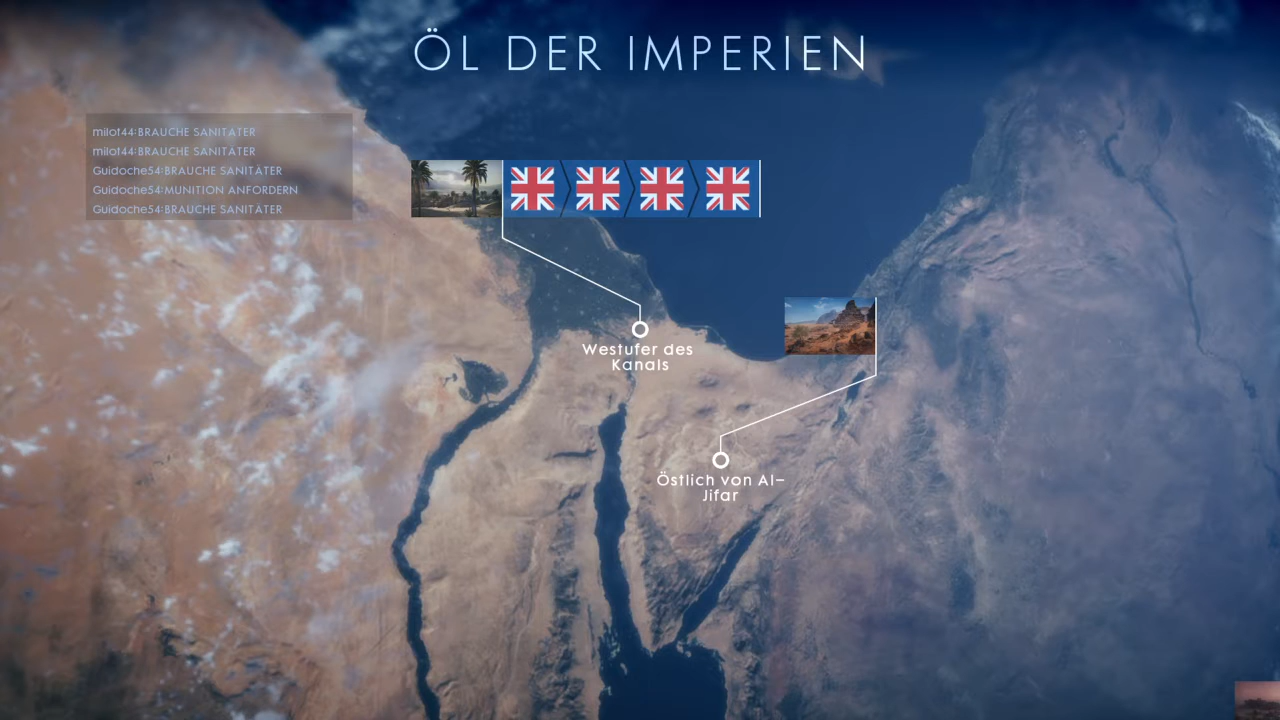 ÖL DER IMPERIEN
milot44:BRAUCHE SANITÄTER
milot44:BRAUCHE SANITÄTER
Guidoche54:BRAUCHE SANITÄTER
Guidoche54:MUNITION ANFORDERN
Guidoche54:BRAUCHE SANITÄTER
Westufer des
Kanals
Östlich von Al-
Jifar